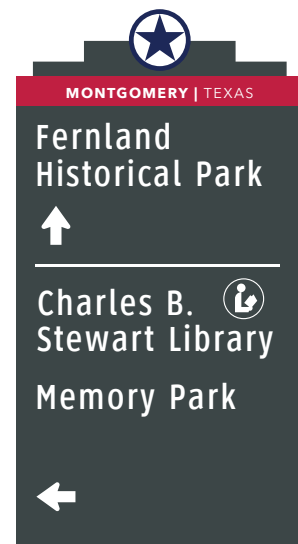 MONTGOMERY | TEXAS
Fernland
Historical Park
Charles B.
Stewart Library
Memory Park